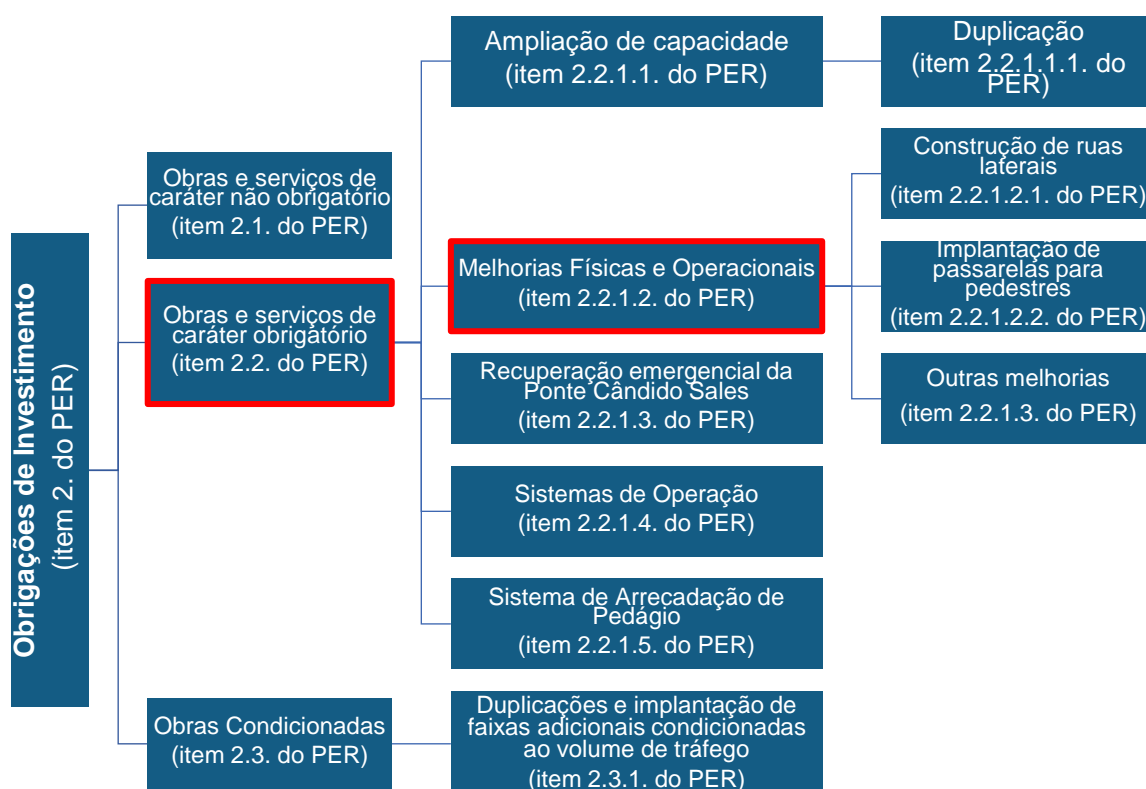 Obrigações de Investimento
(item 2. do PER)
Obras e serviços de
caráter não obrigatório
(item 2.1. do PER)
Obras e serviços de
caráter obrigatório
(item 2.2. do PER)
Obras Condicionadas
(item 2.3. do PER)
Ampliação de capacidade
(item 2.2.1.1. do PER)
Melhorias Físicas e Operacionais
(item 2.2.1.2. do PER)
Recuperação emergencial da
Ponte Cândido Sales
(item 2.2.1.3. do PER)
Sistemas de Operação
(item 2.2.1.4. do PER)
Sistema de Arrecadação de
Pedágio
(item 2.2.1.5. do PER)
Duplicações e implantação de
faixas adicionais condicionadas
ao volume de tráfego
(item 2.3.1. do PER)
Duplicação
(item 2.2.1.1.1. do
PER)
Construção de ruas
laterais
(item 2.2.1.2.1. do PER)
Implantação de
passarelas para
pedestres
(item 2.2.1.2.2. do PER)
Outras melhorias
(item 2.2.1.3. do PER)